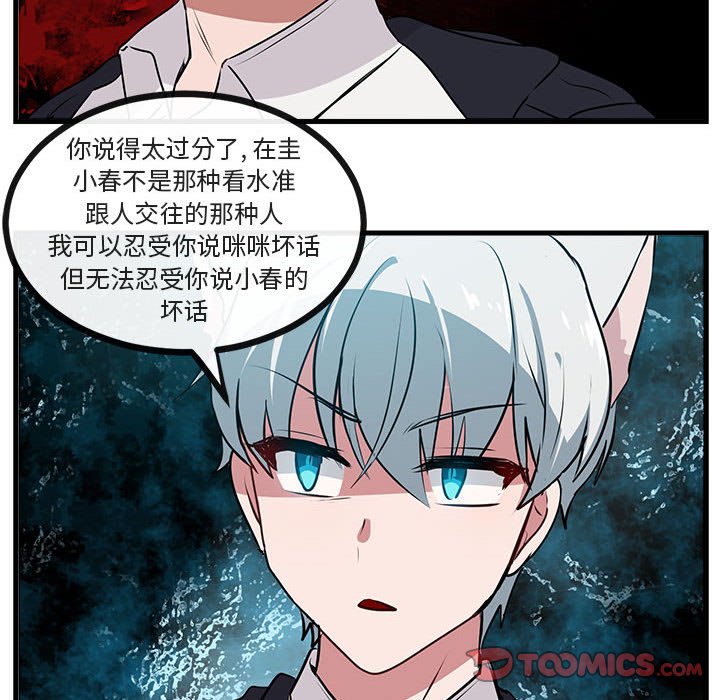 你说得太过分了, 在圭
小春不是那种看水准
跟人交往的那种人
我可以忍受你说咪咪坏话
但无法忍受你说小春的
坏话
TOOMICS.COM